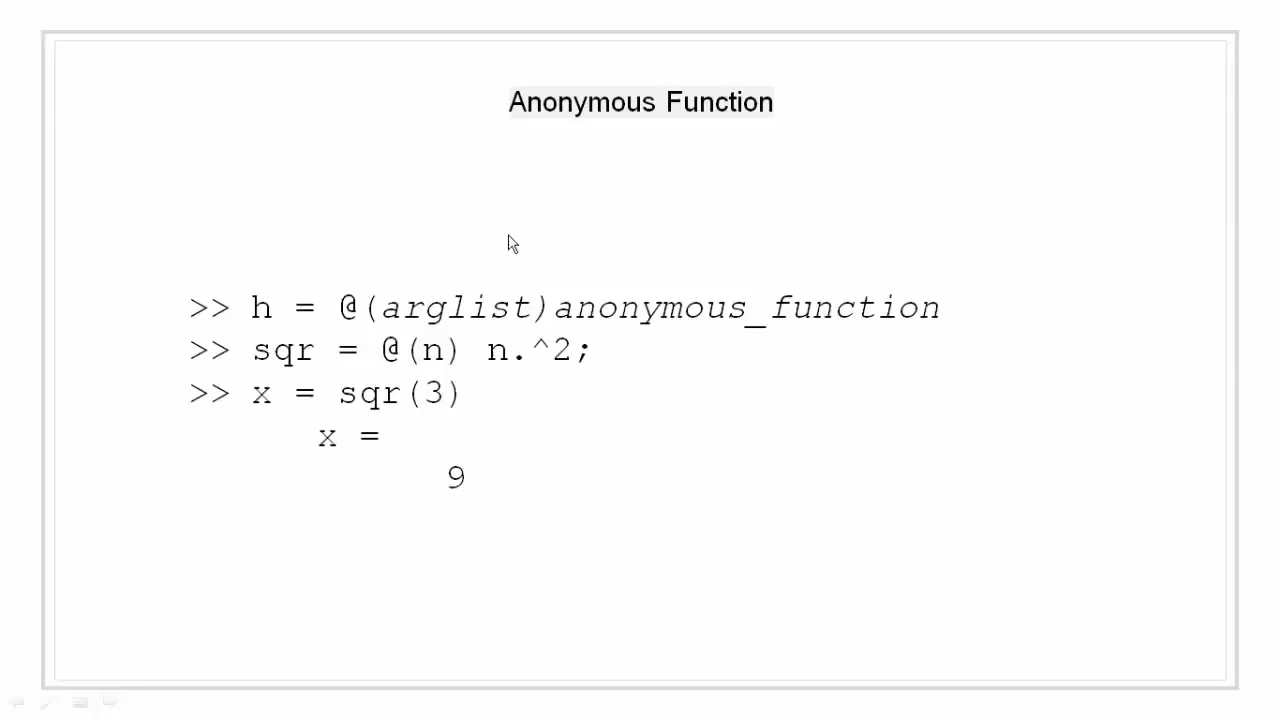 Anonymous Function
>> h = @(arglist)anonymous_function
>> sqr = @(n) n.^2;
>> x = sqr(3)
x =
9